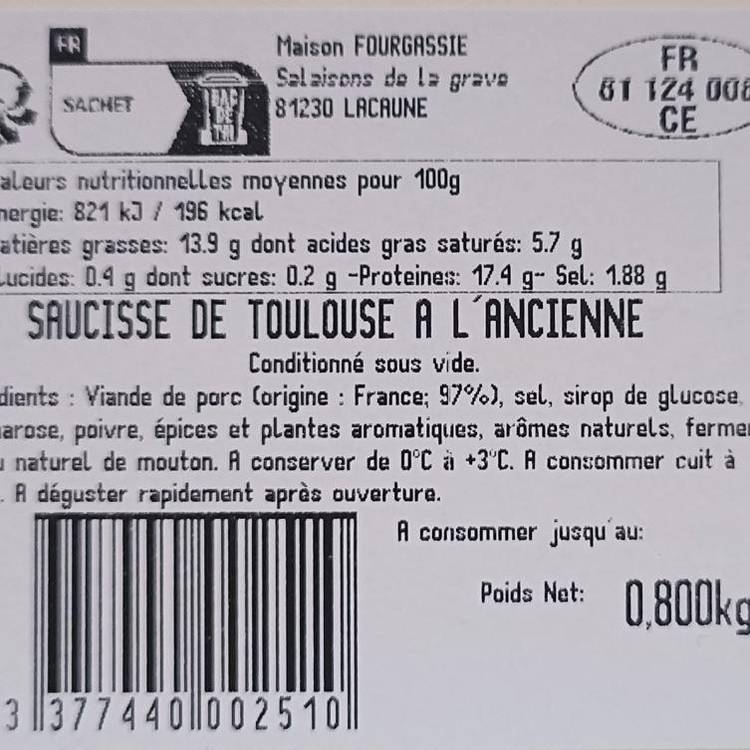 FR
SACHET
BAC
DE
TRI
Maison FOURGASSIE
Salaisons de la grave
81230 LACAUNE
FR
81 124 008
CE
aleurs nutritionnelles moyennes pour 100g
nergie: 821 kJ / 196 kcal
atières grasses: 13.9 g dont acides gras saturés: 5.7 g
lucides: 0.4 g dont sucres: 0.2 g -Proteines: 17.4 g- Sel: 1.88 g
SAUCISSE DE TOULOUSE A L'ANCIENNE
Conditionné sous vide.
dients : Viande de porc (origine : France; 97%), sel, sirop de glucose,
arose, poivre, épices et plantes aromatiques, arômes naturels, fermen
u naturel de mouton. A conserver de 0°C à +3°C. A consommer cuit à
. A déguster rapidement après ouverture.
A consommer jusqu'au:
Poids Net: 0,800kg
3 377440 002510